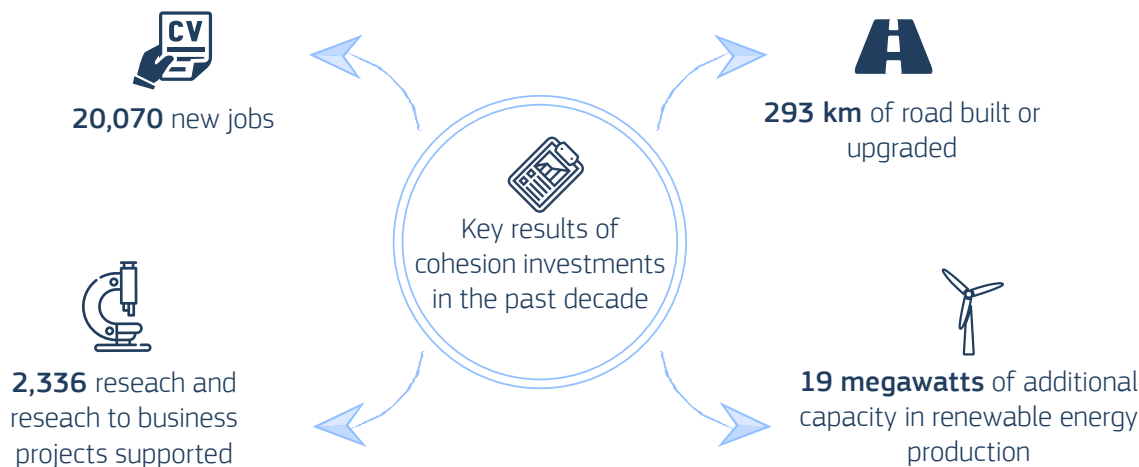 CV
20,070 new jobs
293 km of road built or
upgraded
Key results of
cohesion investments
in the past decade
2,336 reseach and
reseach to business
projects supported
19 megawatts of additional
capacity in renewable energy
production